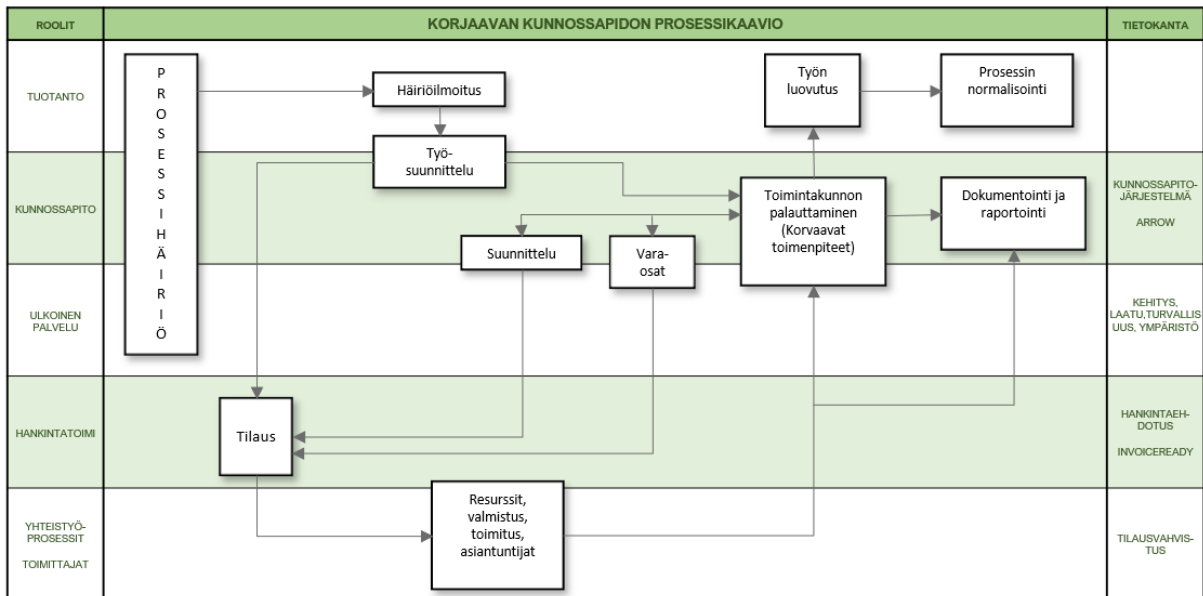 ROOLIT
KORJAAVAN KUNNOSSAPIDON PROSESSIKAAVIO
TIETOKANTA
TUOTANTO
P
R
O
S
E
S
S
I
H
Ä
I
R
I
Ö
Häiriöilmoitus
Työn
luovutus
Prosessin
normalisointi
Työ-
suunnittelu
KUNNOSSAPITO
Toimintakunnon
palauttaminen
(Korvaavat
toimenpiteet)
Dokumentointi ja
raportointi
KUNNOSSAPITO-
JÄRJESTELMÄ
ARROW
Suunnittelu
Vara-
osat
ULKOINEN
PALVELU
KEHITYS,
LAATU,TURVALLIS
UUS, YMPÄRISTÖ
HANKINTATOIMI
Tilaus
HANKINTAEH-
DOTUS
INVOICEREADY
YHTEISTYÖ-
PROSESSIT
TOIMITTAJAT
Resurssit,
valmistus,
toimitus,
asiantuntijat
TILAUSVAHVIS-
TUS